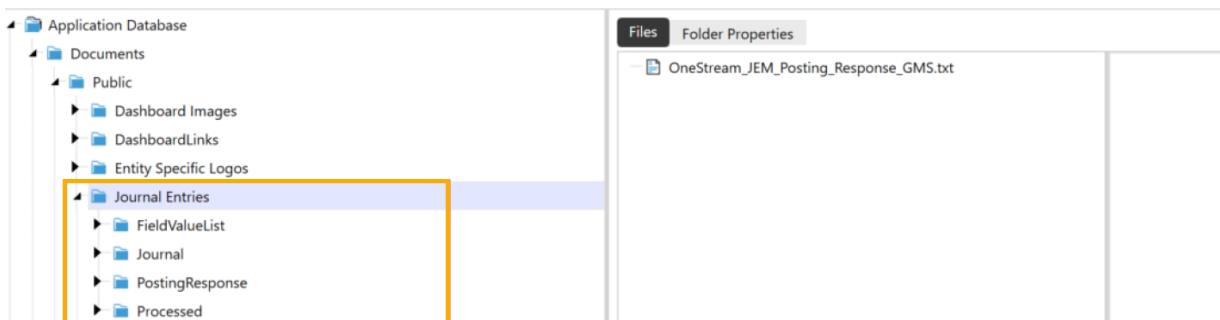 Application Database
Documents
Public
Dashboard Images
DashboardLinks
Entity Specific Logos
Journal Entries
FieldValueList
Journal
PostingResponse
Processed
Files Folder Properties
OneStream_JEM_Posting_Response_GMS.txt